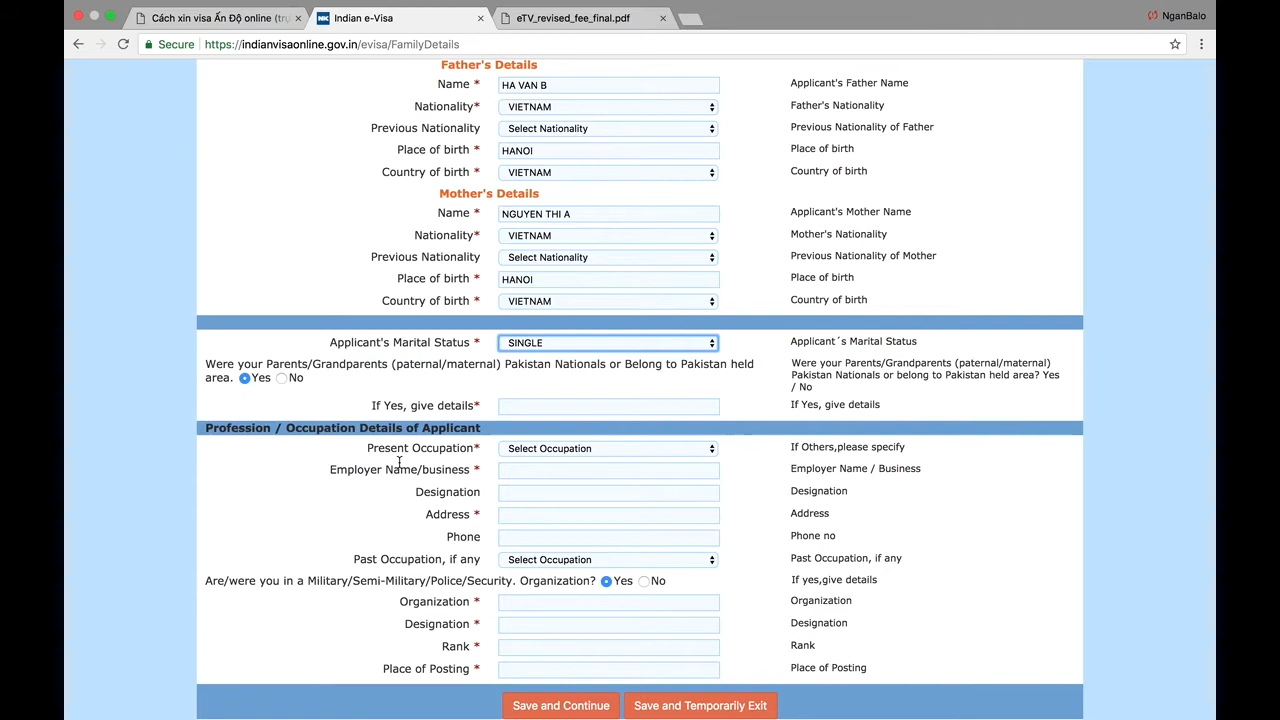 Cách xin visa Ấn Độ online (trự
Indian e-Visa
eTV_revised_fee_final.pdf
NganBalo
Secure
https://indianvisaonline.gov.in/evisa/FamilyDetails
Father's Details
Name * HA VAN B Applicant's Father Name
Nationality* VIETNAM Father's Nationality
Previous Nationality Select Nationality Previous Nationality of Father
Place of birth * HANOI Place of birth
Country of birth * VIETNAM Country of birth
Mother's Details
Name * NGUYEN THI A Applicant's Mother Name
Nationality* VIETNAM Mother's Nationality
Previous Nationality Select Nationality Previous Nationality of Mother
Place of birth * HANOI Place of birth
Country of birth * VIETNAM Country of birth
Applicant's Marital Status * SINGLE Applicant´s Marital Status
Were your Parents/Grandparents (paternal/maternal) Pakistan Nationals or Belong to Pakistan held
area. Yes No
Were your Parents/Grandparents (paternal/maternal)
Pakistan Nationals or belong to Pakistan held area? Yes
/ No
If Yes, give details* If Yes, give details
Profession / Occupation Details of Applicant
Present Occupation* Select Occupation If Others,please specify
Employer Name/business * Employer Name / Business
Designation Designation
Address * Address
Phone Phone no
Past Occupation, if any Select Occupation Past Occupation, if any
Are/were you in a Military/Semi-Military/Police/Security. Organization? Yes No If yes,give details
Organization * Organization
Designation * Designation
Rank * Rank
Place of Posting * Place of Posting
Save and Continue Save and Temporarily Exit